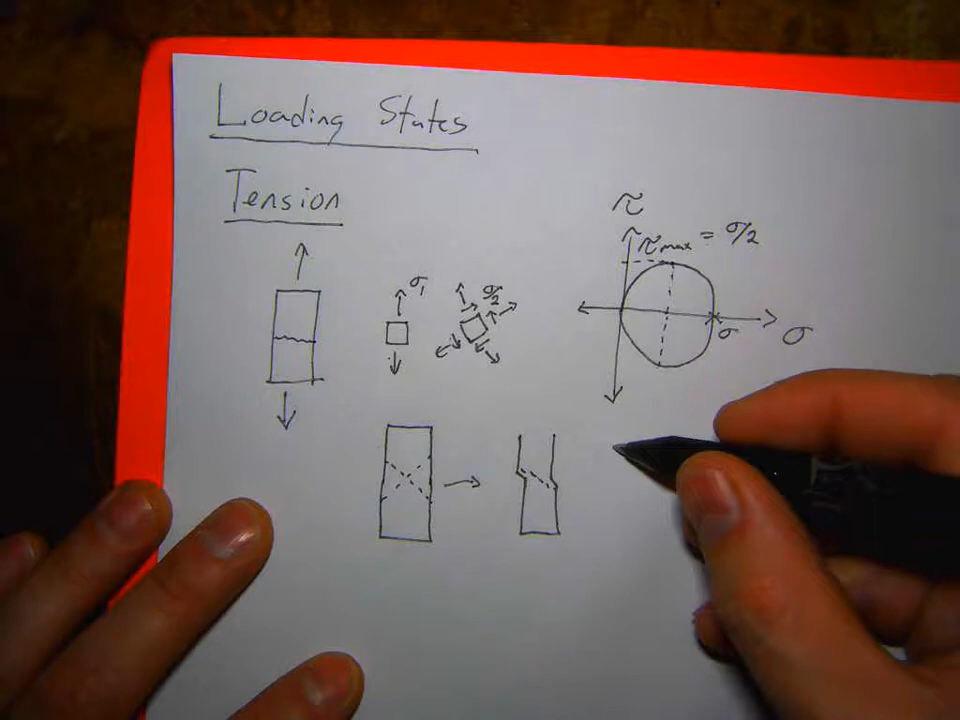 Loading States
Tension
τ
τmax = σ/2
σ1
σ/2
σ
σ